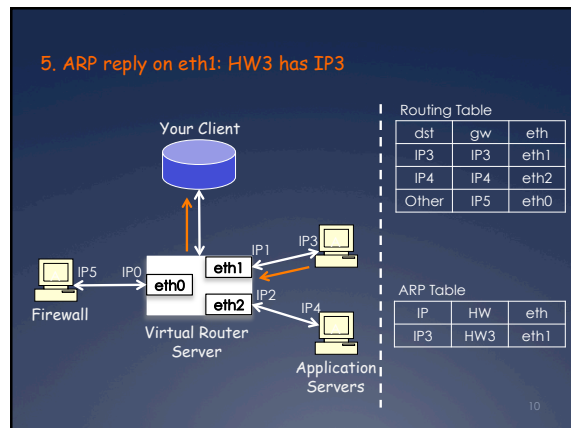 5. ARP reply on eth1: HW3 has IP3
Your Client
IP1
IP3
eth1
IP5
IP0
eth0
eth2
IP2
IP4
Firewall
Virtual Router
Server
Application
Servers
Routing Table
dst gw eth
IP3 IP3 eth1
IP4 IP4 eth2
Other IP5 eth0
ARP Table
IP HW eth
IP3 HW3 eth1
10